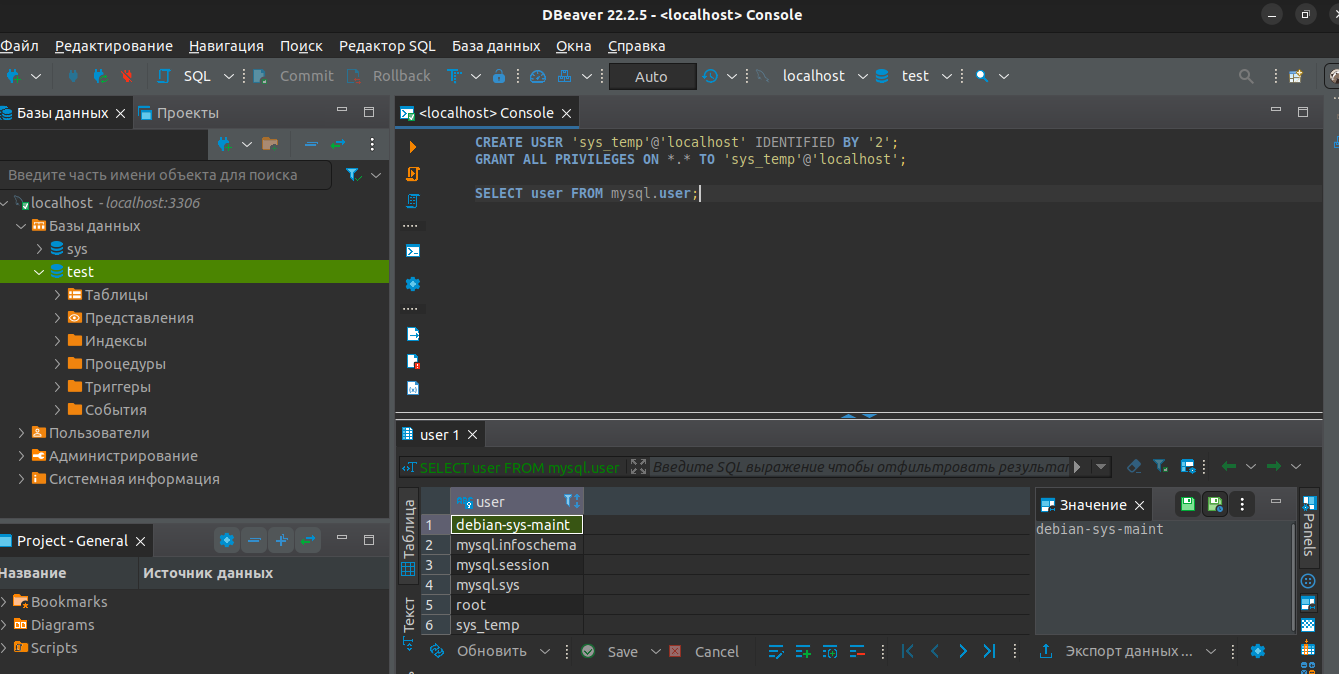 DBeaver 22.2.5 - <localhost> Console
Файл Редактирование Навигация Поиск Редактор SQL База данных Окна Справка
SQL Commit Rollback Auto localhost test
Базы данных Проекты
Введите часть имени объекта для поиска
localhost - localhost:3306
Базы данных
sys
test
Таблицы
Представления
Индексы
Процедуры
Триггеры
События
Пользователи
Администрирование
Системная информация
Project - General
Название Источник данных
Bookmarks
Diagrams
Scripts
<localhost> Console
CREATE USER 'sys_temp'@'localhost' IDENTIFIED BY '2';
GRANT ALL PRIVILEGES ON *.* TO 'sys_temp'@'localhost';
SELECT user FROM mysql.user;
user 1
SELECT user FROM mysql.user Введите SQL выражение чтобы отфильтровать
Таблица
Текст
user
1 debian-sys-maint
2 mysql.infoschema
3 mysql.session
4 mysql.sys
5 root
6 sys_temp
Значение
debian-sys-maint
Panels
Обновить Save Cancel Экспорт данных ...